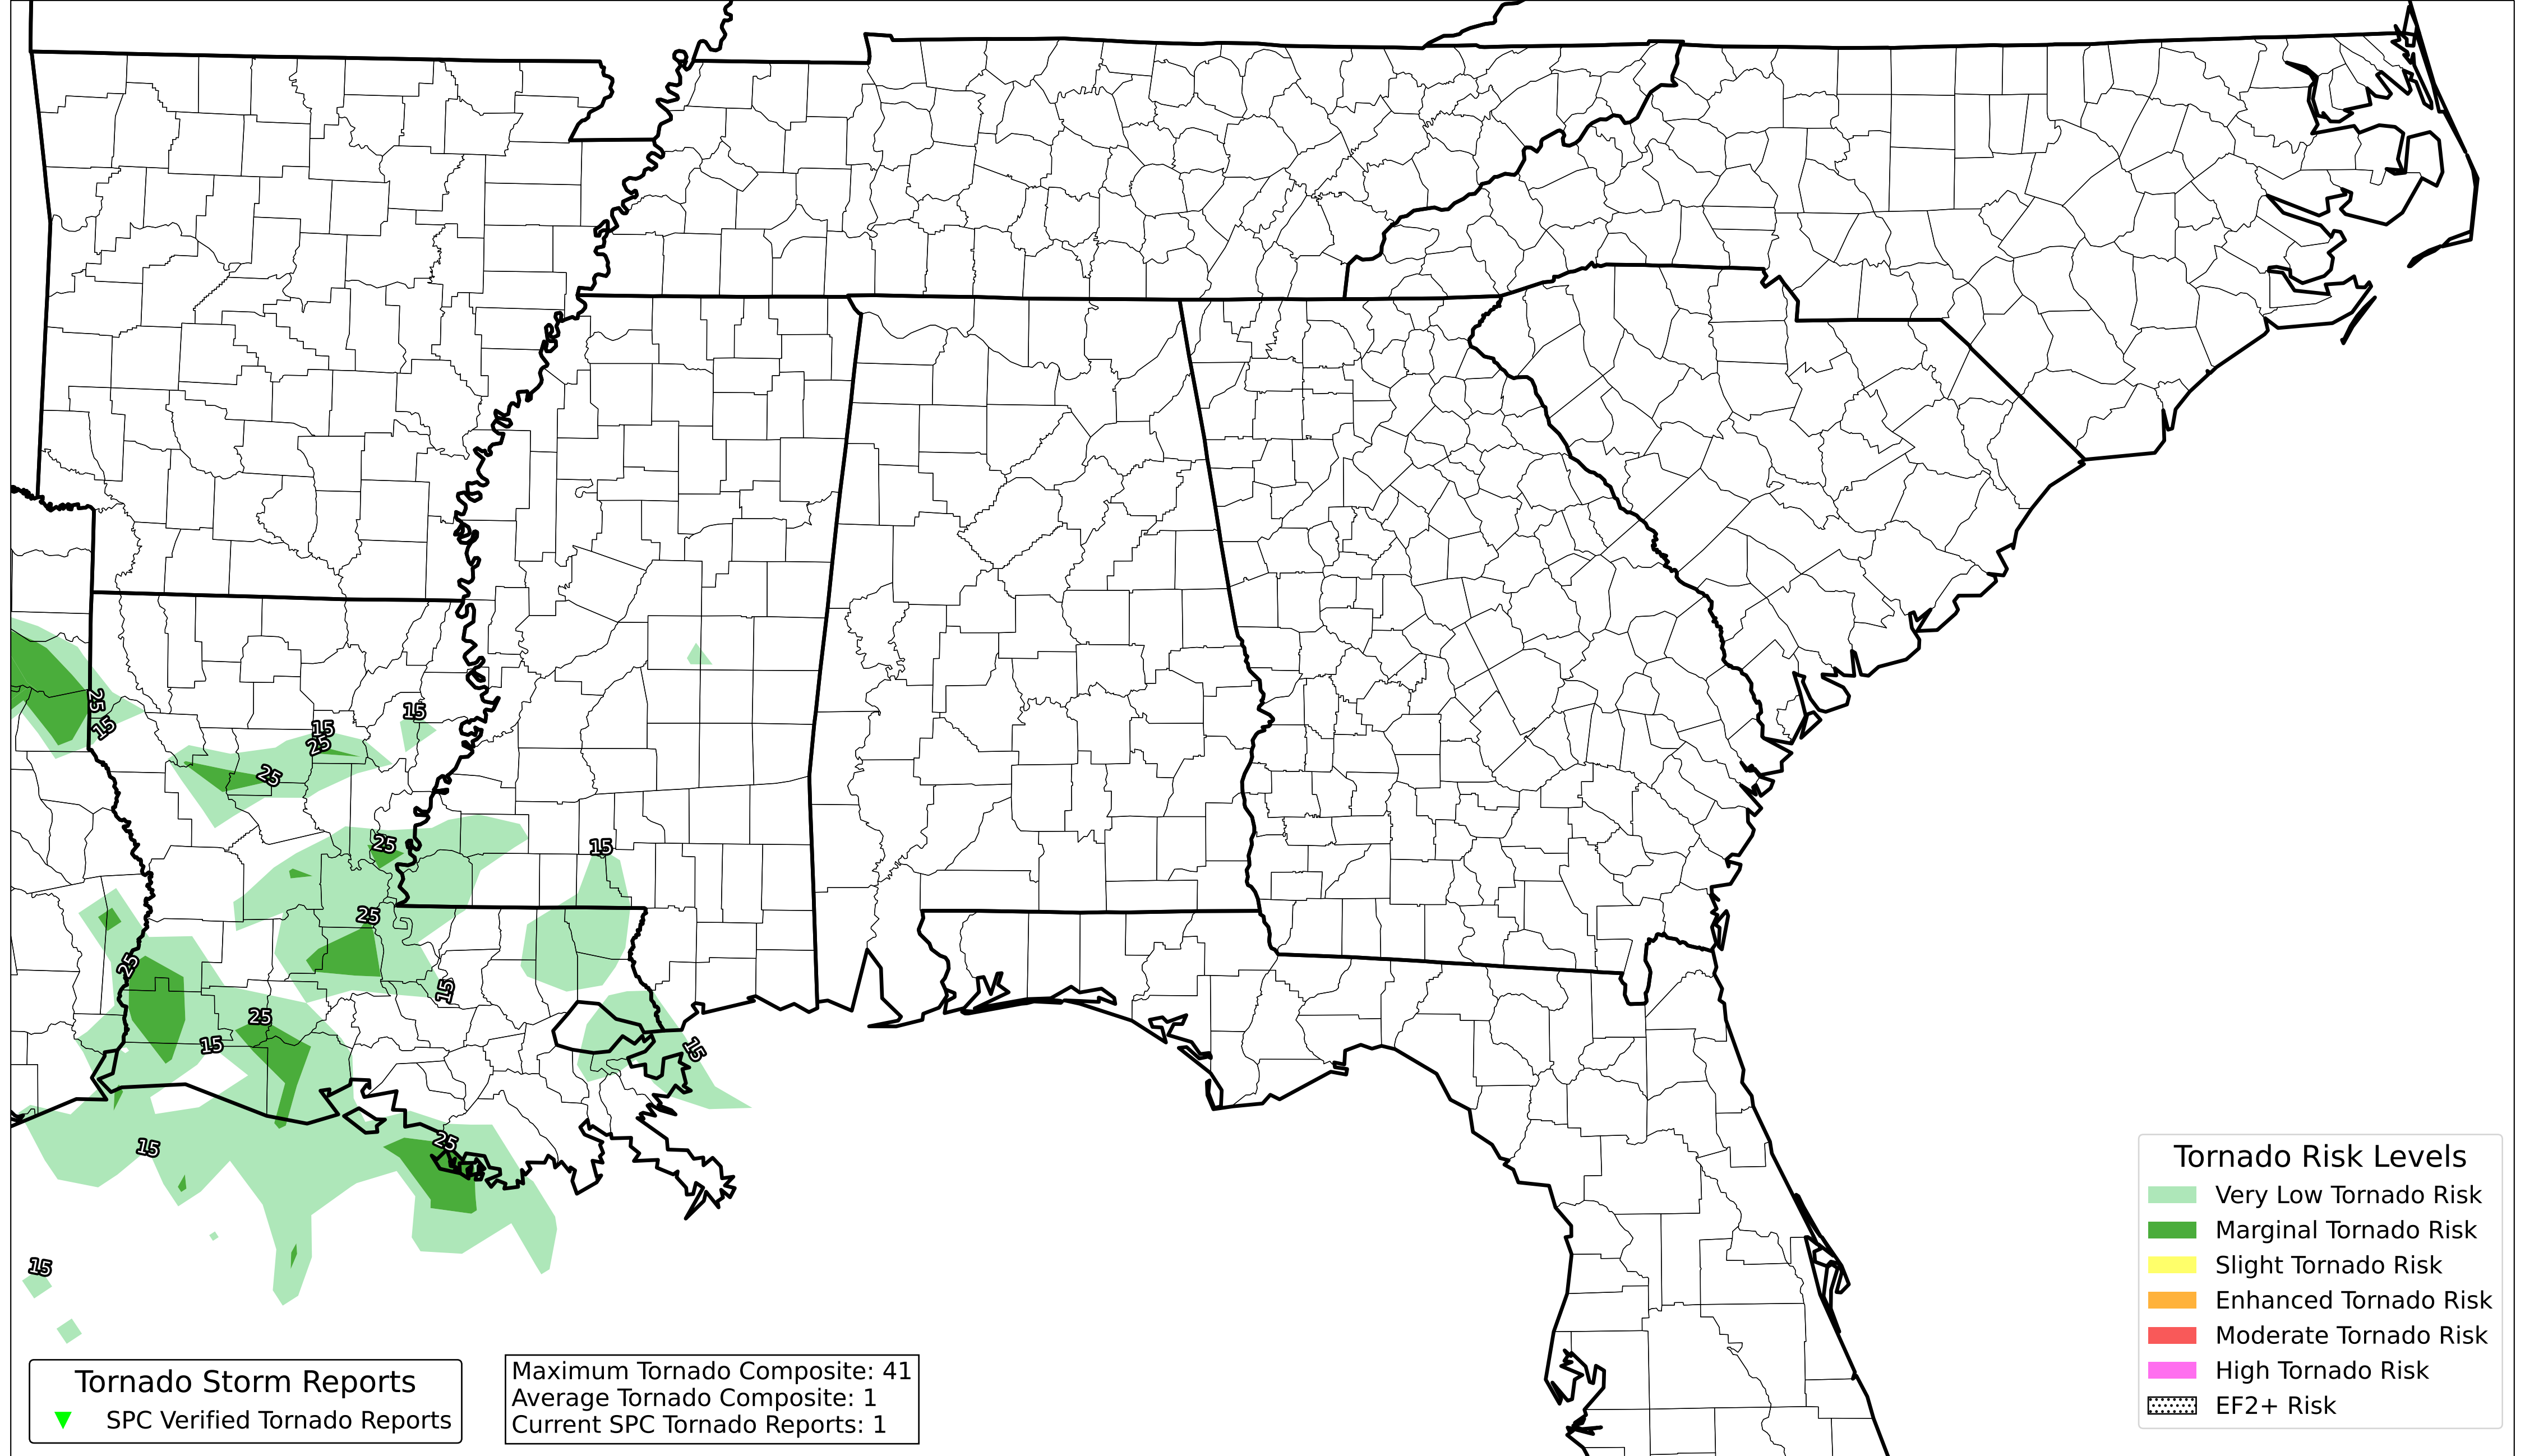 25
15
15
25
15
25
25
15
25
25
15
25
15
15
25
15
15
Tornado Storm Reports
SPC Verified Tornado Reports
Maximum Tornado Composite: 41
Average Tornado Composite: 1
Current SPC Tornado Reports: 1
Tornado Risk Levels
Very Low Tornado Risk
Marginal Tornado Risk
Slight Tornado Risk
Enhanced Tornado Risk
Moderate Tornado Risk
High Tornado Risk
EF2+ Risk